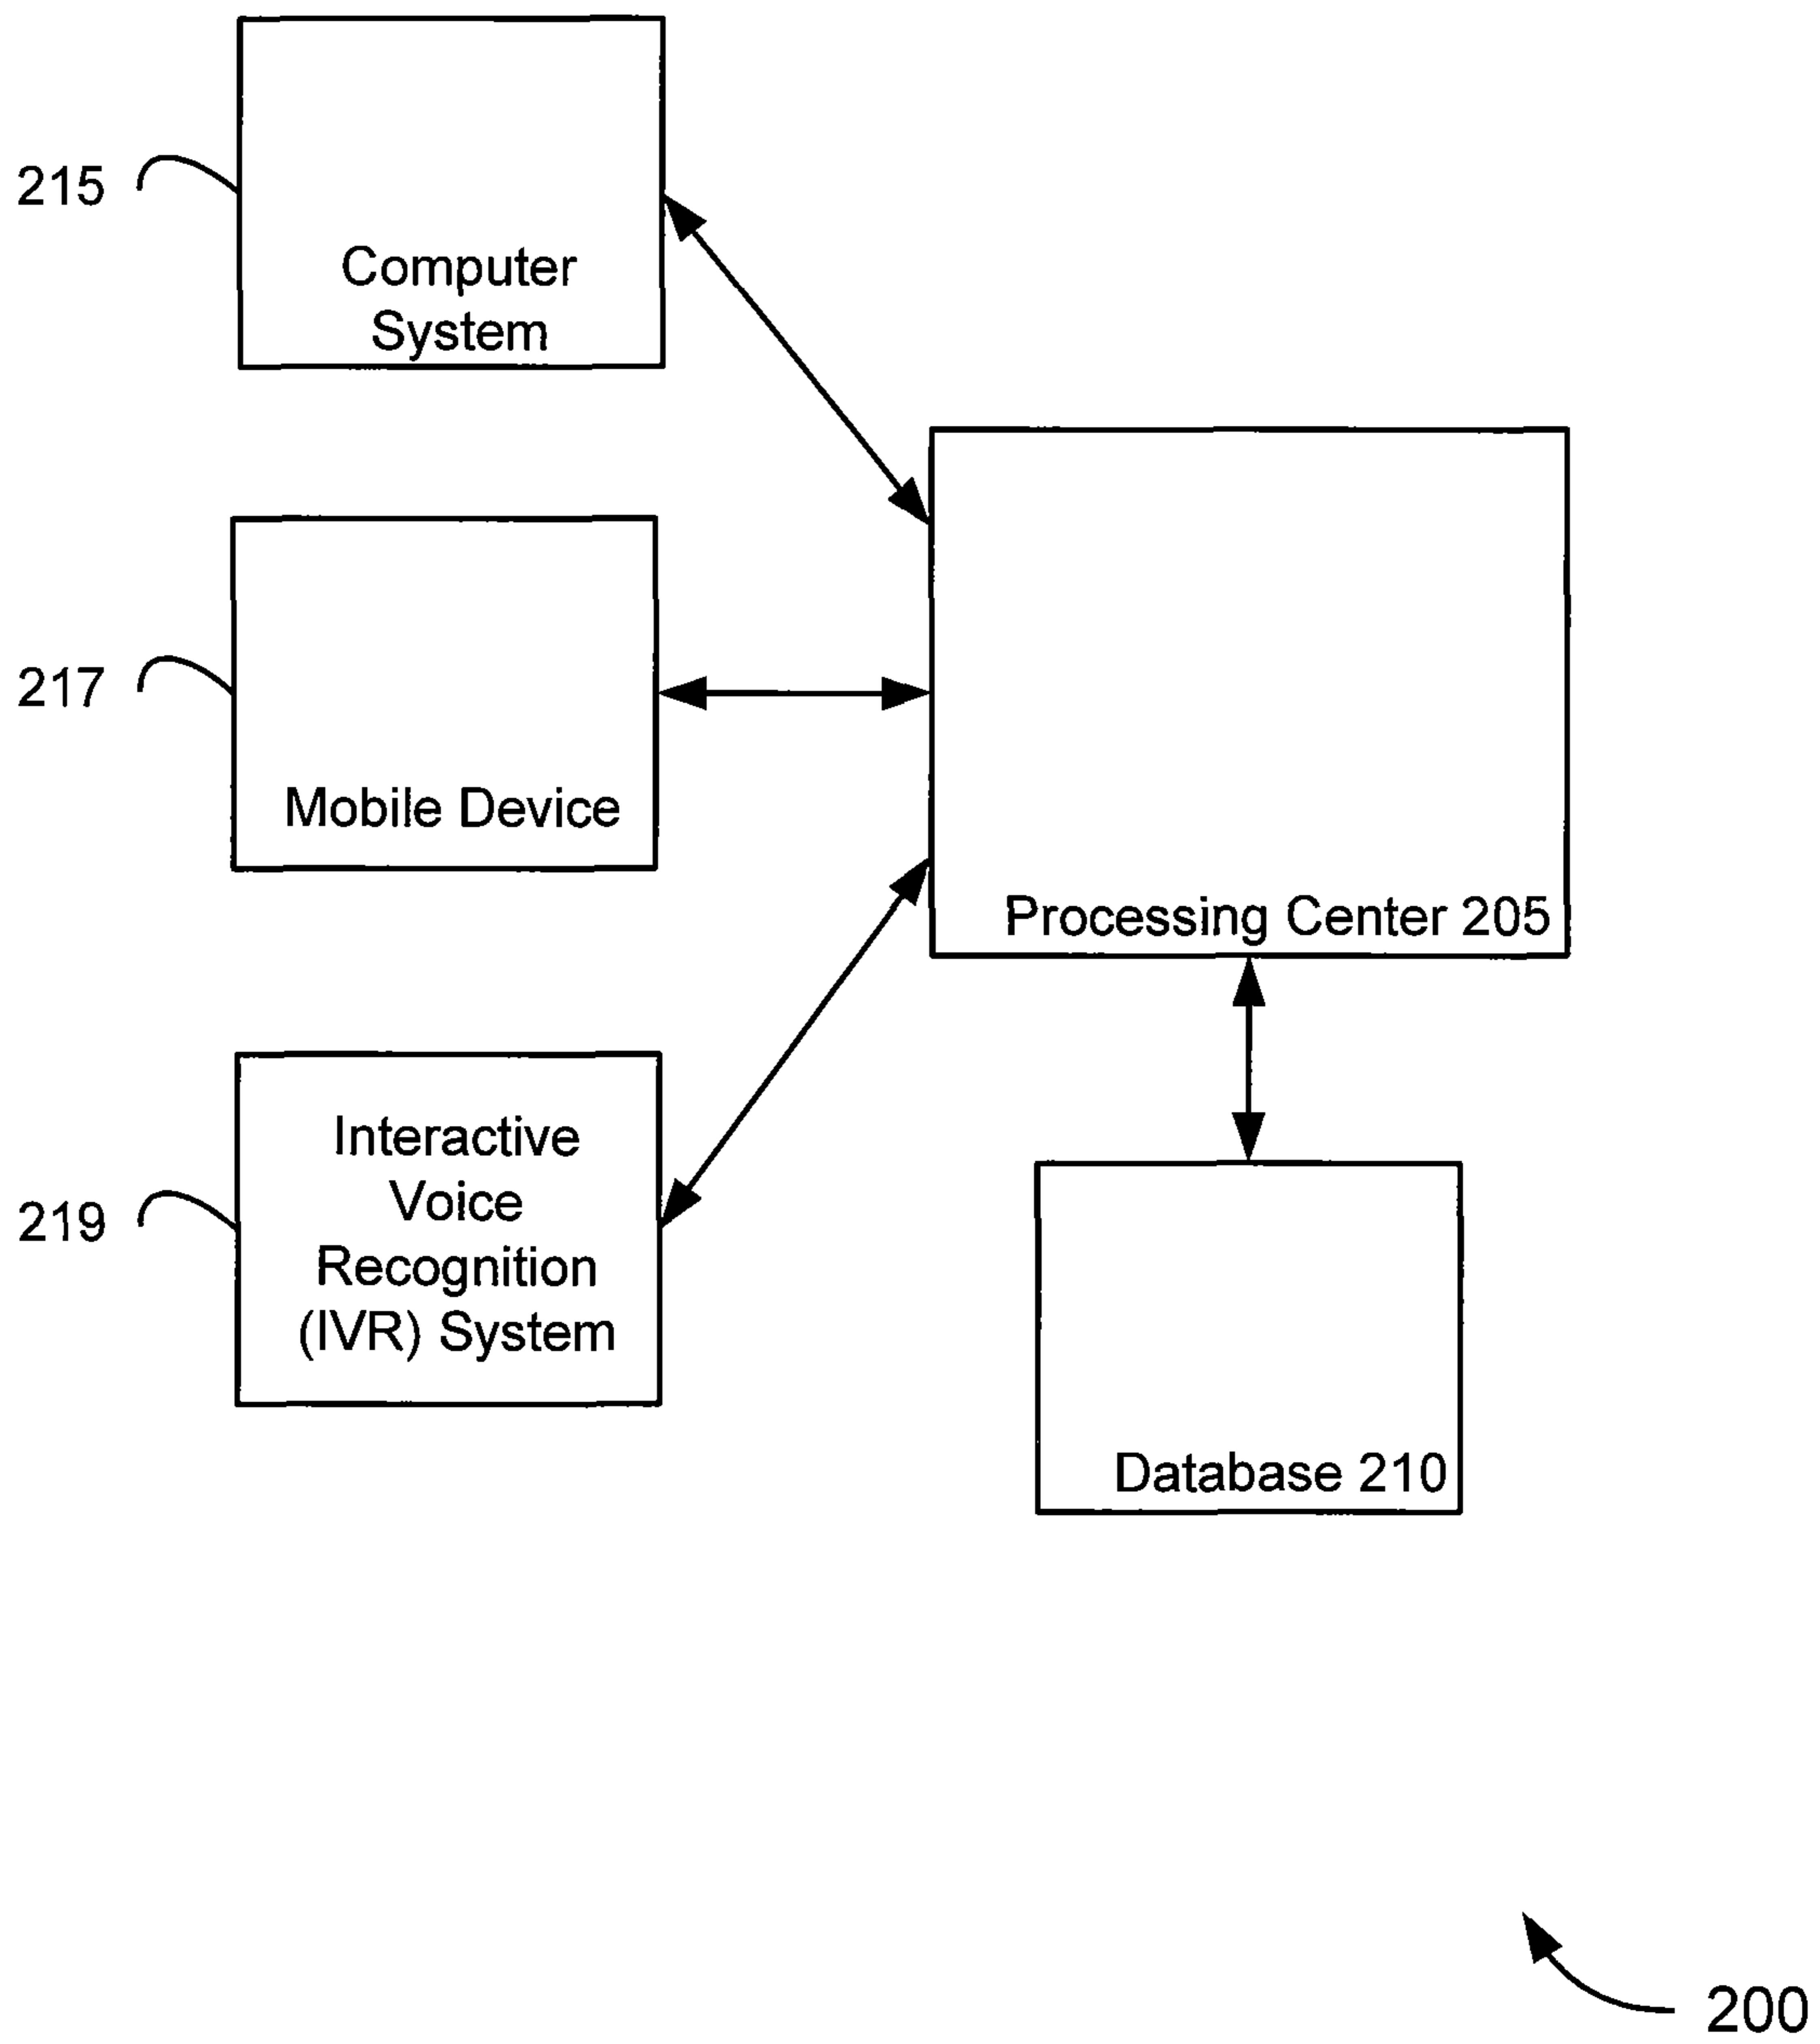 215
Computer
System
217
Mobile Device
Processing Center 205
219
Interactive
Voice
Recognition
(IVR) System
Database 210
200